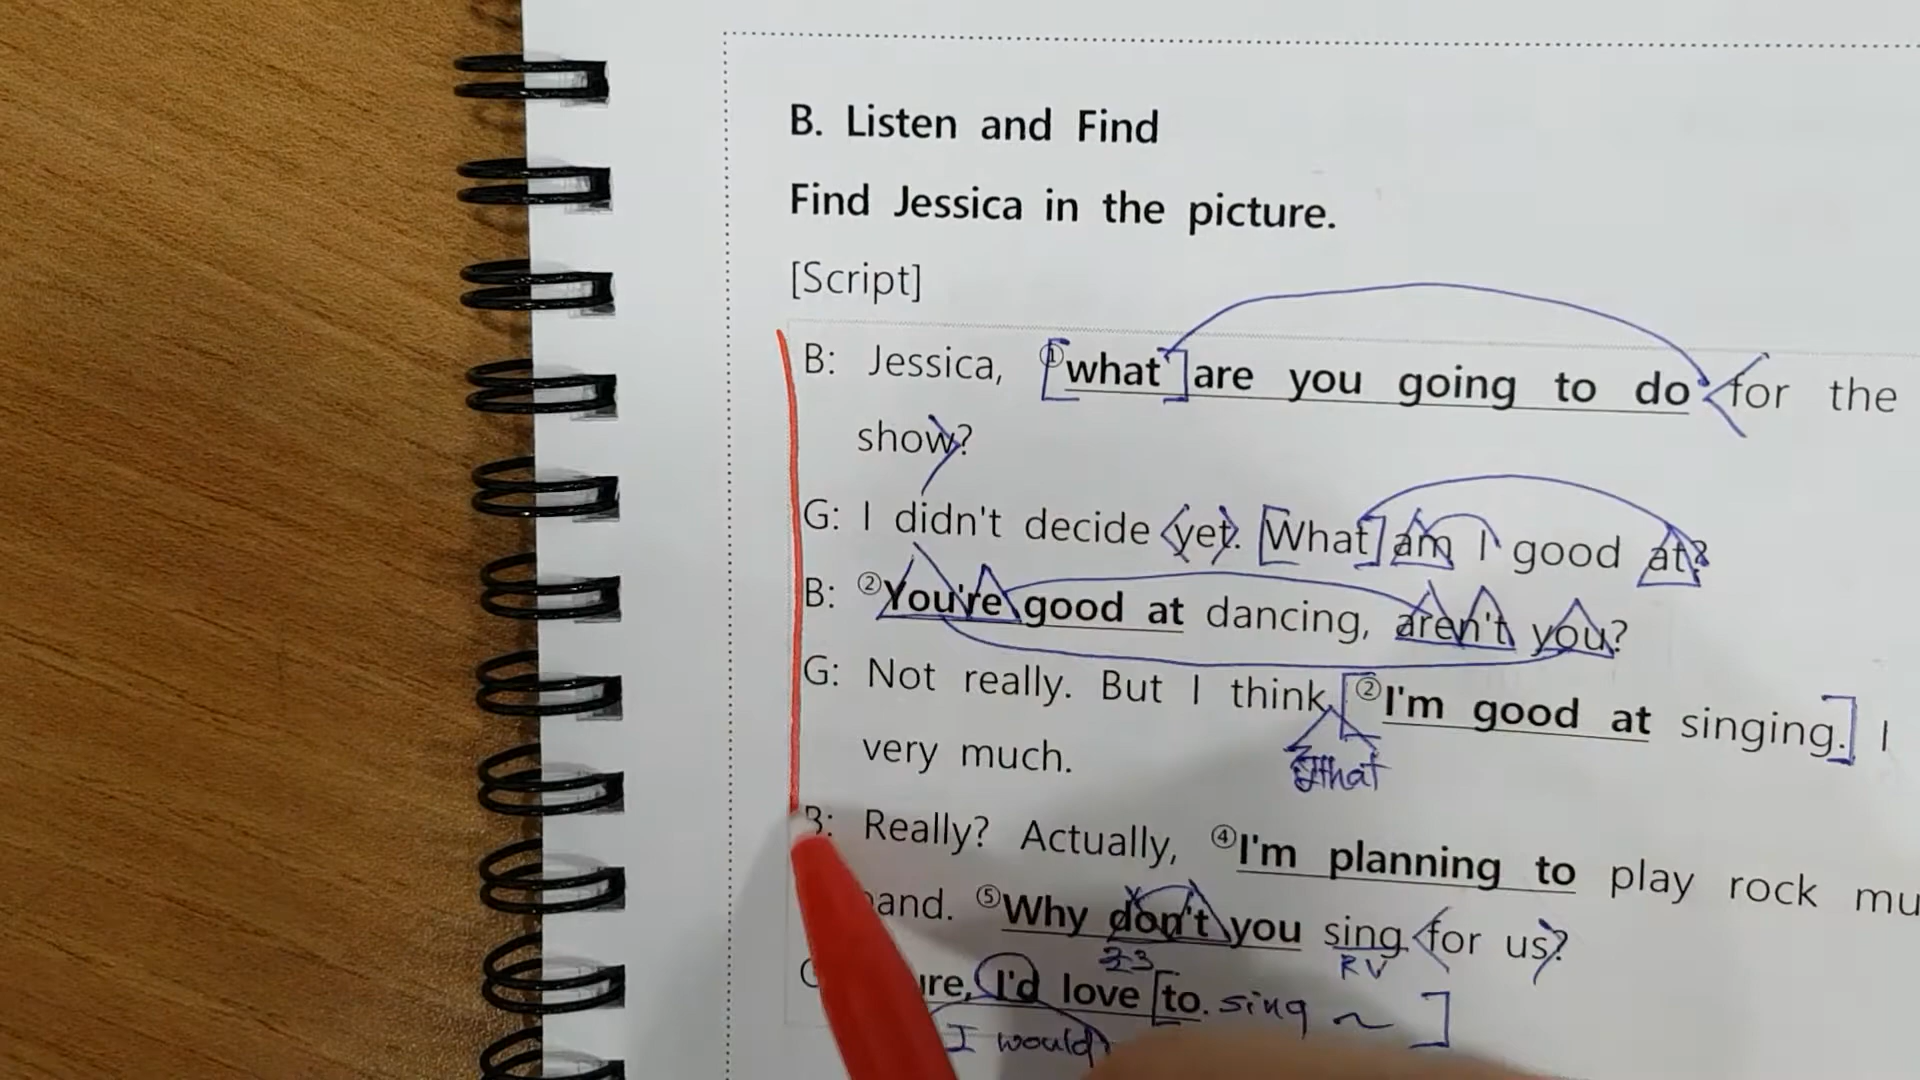 B. Listen and Find
Find Jessica in the picture.
[Script]
B: Jessica, [①what] are you going to do <for the
show>?
G: I didn't decide <yet>. [What] am I good at?
B: ②You're good at dancing, aren't you?
G: Not really. But I think [②I'm good at singing.] I
that
very much.
B: Really? Actually, ④I'm planning to play rock mu
and. ⑤Why don't you sing <for us>?
RV
I'd love [to. sing ~ ]
I would